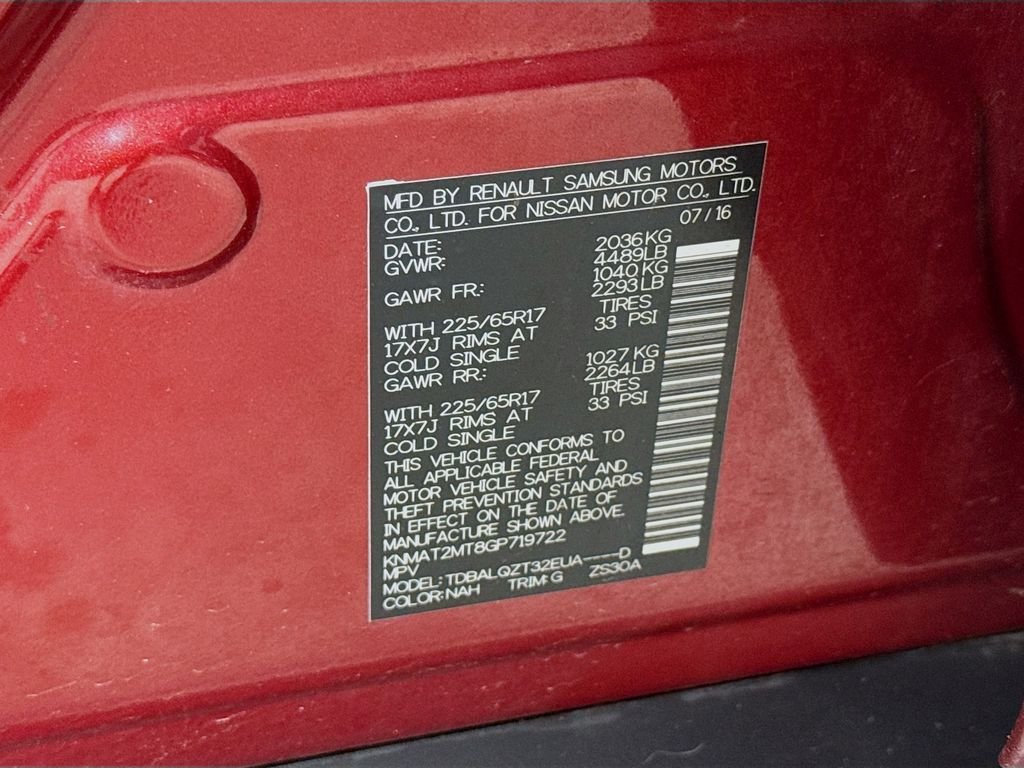 MFD BY RENAULT SAMSUNG MOTORS
CO., LTD. FOR NISSAN MOTOR CO., LTD.
DATE: 07/16
GVWR: 2036KG
4489LB
GAWR FR.: 1040KG
2293LB
WITH 225/65R17 TIRES
17X7J RIMS AT 33 PSI
COLD SINGLE
GAWR RR.: 1027KG
2264LB
WITH 225/65R17 TIRES
17X7J RIMS AT 33 PSI
COLD SINGLE
THIS VEHICLE CONFORMS TO
ALL APPLICABLE FEDERAL
MOTOR VEHICLE SAFETY AND
THEFT PREVENTION STANDARDS
IN EFFECT ON THE DATE OF
MANUFACTURE SHOWN ABOVE.
KNMAT2MT8GP719722
MPV
MODEL: TDBALQZT32EUA-----D
COLOR: NAH TRIM: G ZS30A